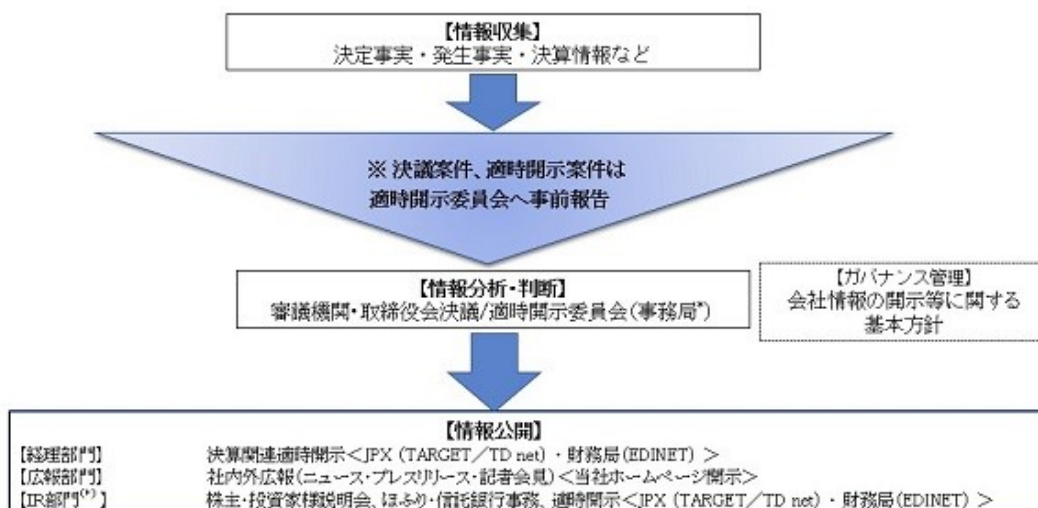 【情報収集】
決定事実・発生事実・決算情報など
※ 決議案件、適時開示案件は
適時開示委員会へ事前報告
【情報分析・判断】
審議機関・取締役会決議/適時開示委員会(事務局*)
【ガバナンス管理】
会社情報の開示等に関する
基本方針
【情報公開】
【経理部門】 決算関連適時開示<JPX (TARGET/TD net) ・ 財務局(EDINET) >
【広報部門】 社内外広報(ニュース・プレスリリース・記者会見)<当社ホームページ開示>
【IR部門(*)】 株主・投資家様説明会、ほふり・信託銀行事務、適時開示<JPX (TARGET/TD net) ・ 財務局(EDINET) >